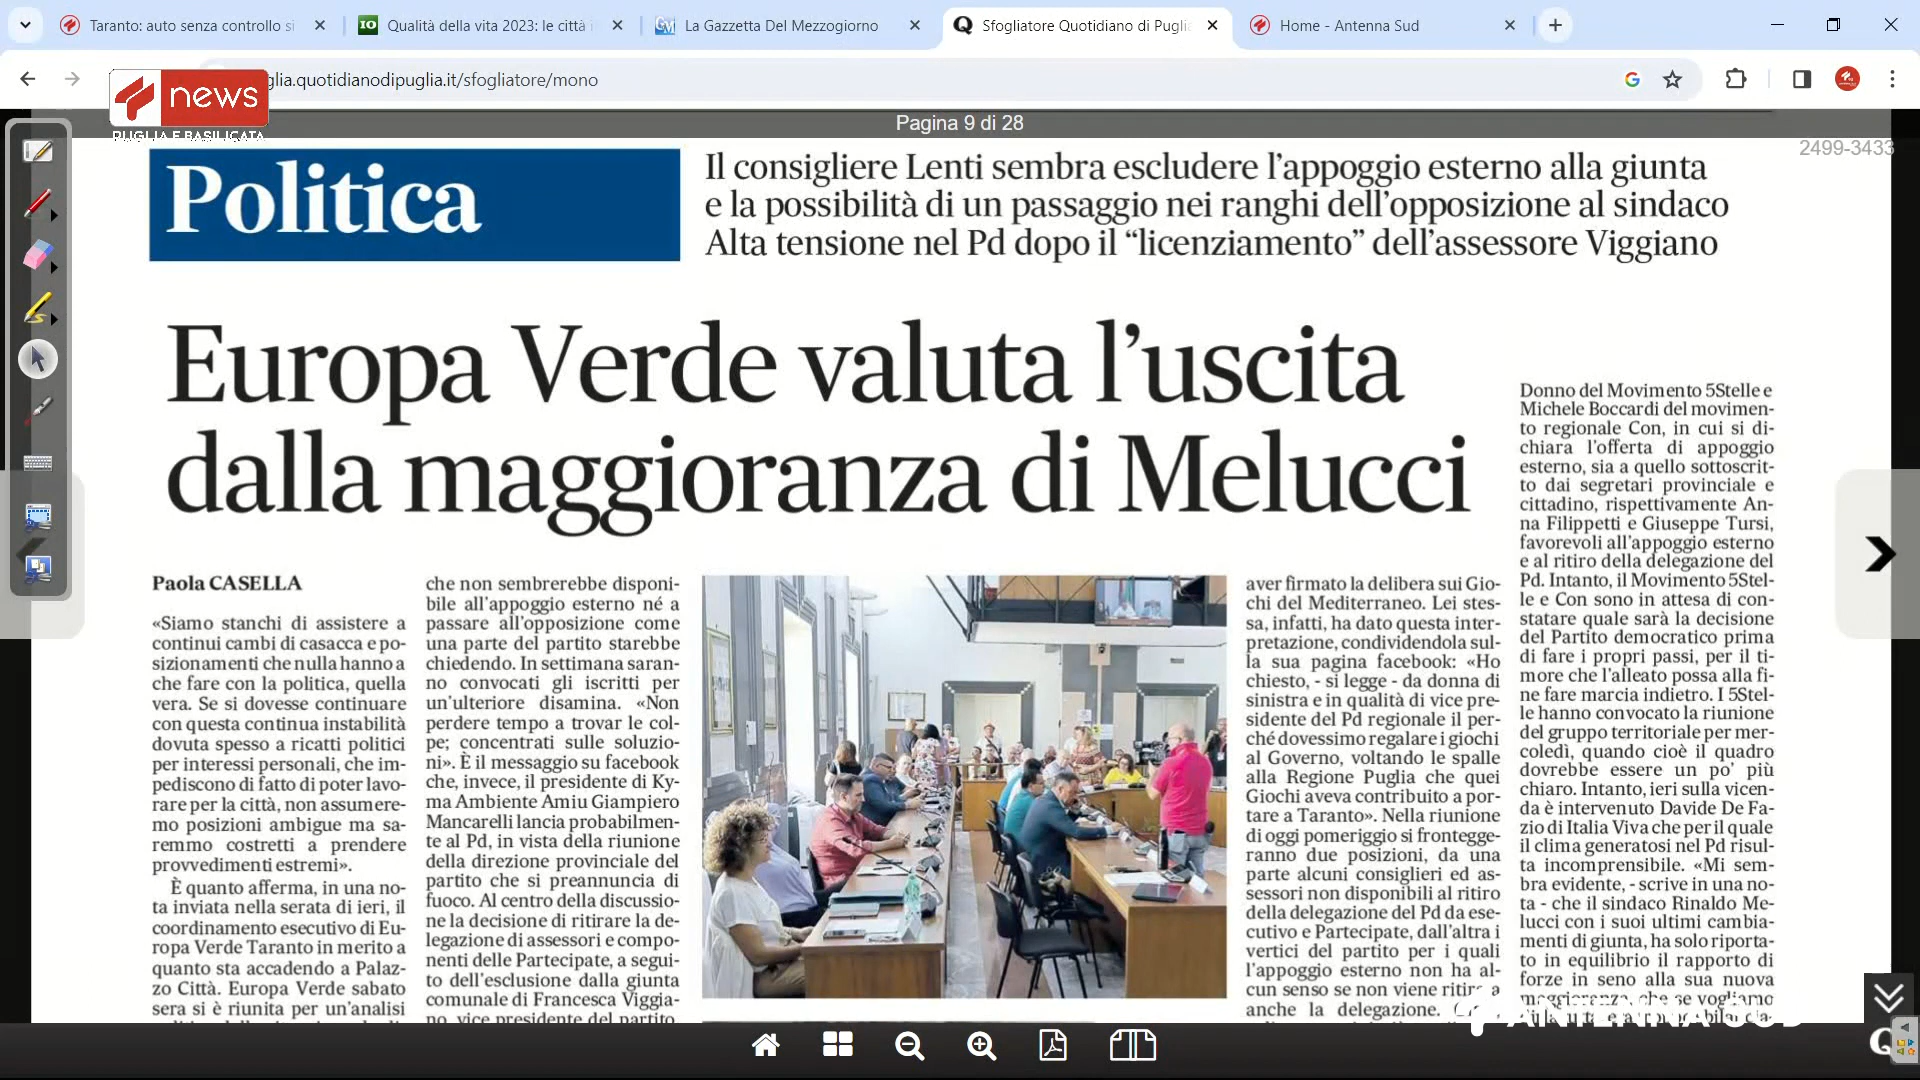 Taranto: auto senza controllo si
Qualità della vita 2023: le città i
La Gazzetta Del Mezzogiorno
Sfogliatore Quotidiano di Puglia
Home - Antenna Sud
glia.quotidianodipuglia.it/sfogliatore/mono
news
PUGLIA E BASILICATA
Pagina 9 di 28
2499-3433
Politica
Il consigliere Lenti sembra escludere l’appoggio esterno alla giunta
e la possibilità di un passaggio nei ranghi dell’opposizione al sindaco
Alta tensione nel Pd dopo il “licenziamento” dell’assessore Viggiano
Europa Verde valuta l’uscita
dalla maggioranza di Melucci
Paola CASELLA
«Siamo stanchi di assistere a
continui cambi di casacca e po-
sizionamenti che nulla hanno a
che fare con la politica, quella
vera. Se si dovesse continuare
con questa continua instabilità
dovuta spesso a ricatti politici
per interessi personali, che im-
pediscono di fatto di poter lavo-
rare per la città, non assumere-
mo posizioni ambigue ma sa-
remmo costretti a prendere
provvedimenti estremi».
È quanto afferma, in una no-
ta inviata nella serata di ieri, il
coordinamento esecutivo di Eu-
ropa Verde Taranto in merito a
quanto sta accadendo a Palaz-
zo Città. Europa Verde sabato
sera si è riunita per un'analisi
che non sembrerebbe disponi-
bile all'appoggio esterno né a
passare all'opposizione come
una parte del partito starebbe
chiedendo. In settimana saran-
no convocati gli iscritti per
un'ulteriore disamina. «Non
perdere tempo a trovar le col-
pe; concentrati sulle soluzio-
ni». È il messaggio su facebook
che, invece, il presidente di Ky-
ma Ambiente Amiu Giampiero
Mancarelli lancia probabilmen-
te al Pd, in vista della riunione
della direzione provinciale del
partito che si preannuncia di
fuoco. Al centro della discussio-
ne la decisione di ritirare la de-
legazione di assessori e compo-
nenti delle Partecipate, a segui-
to dell'esclusione dalla giunta
comunale di Francesca Viggia-
no, vice presidente del partito,
aver firmato la delibera sui Gio-
chi del Mediterraneo. Lei stes-
sa, infatti, ha dato questa inter-
pretazione, condividendola sul-
la sua pagina facebook: «Ho
chiesto, - si legge - da donna di
sinistra e in qualità di vice pre-
sidente del Pd regionale il per-
ché dovessimo regalare i giochi
al Governo, voltando le spalle
alla Regione Puglia che quei
Giochi aveva contribuito a por-
tare a Taranto». Nella riunione
di oggi pomeriggio si frontegge-
ranno due posizioni, da una
parte alcuni consiglieri ed as-
sessori non disponibili al ritiro
della delegazione del Pd da ese-
cutivo e Partecipate, dall'altra i
vertici del partito per i quali
l'appoggio esterno non ha al-
cun senso se non viene ritirata
anche la delegazione.
Donno del Movimento 5Stelle e
Michele Boccardi del movimen-
to regionale Con, in cui si di-
chiara l'offerta di appoggio
esterno, sia a quello sottoscrit-
to dai segretari provinciale e
cittadino, rispettivamente An-
na Filippetti e Giuseppe Tursi,
favorevoli all'appoggio esterno
e al ritiro della delegazione del
Pd. Intanto, il Movimento 5Stel-
le e Con sono in attesa di con-
statare quale sarà la decisione
del Partito democratico prima
di fare i propri passi, per il ti-
more che l'alleato possa alla fi-
ne fare marcia indietro. I 5Stel-
le hanno convocato la riunione
del gruppo territoriale per mer-
coledì, quando cioè il quadro
dovrebbe essere un po' più
chiaro. Intanto, ieri sulla vicen-
da è intervenuto Davide De Fa-
zio di Italia Viva che per il quale
il clima generatosi nel Pd risul-
ta incomprensibile. «Mi sem-
bra evidente, - scrive in una no-
ta - che il sindaco Rinaldo Me-
lucci con i suoi ultimi cambia-
menti di giunta, ha solo riporta-
to in equilibrio il rapporto di
forze in seno alla sua nuova
maggioranza che se vogliamo
ANTENNA SUD